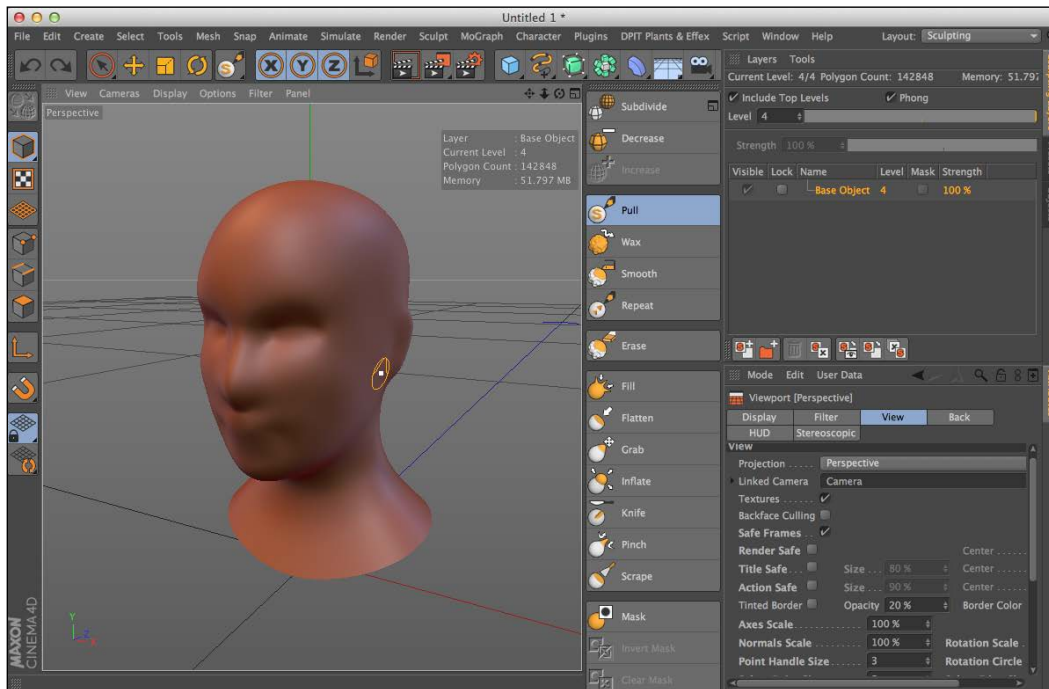 Untitled 1 *
File Edit Create Select Tools Mesh Snap Animate Simulate Render Sculpt MoGraph Character Plugins DPIT Plants & Effex Script Window Help Layout: Sculpting
X Y Z
View Cameras Display Options Filter Panel
Perspective
Layer : Base Object
Current Level : 4
Polygon Count : 142848
Memory : 51.797 MB
Y
Z
X
MAXON
CINEMA 4D
Subdivide
Decrease
Increase
Pull
Wax
Smooth
Repeat
Erase
Fill
Flatten
Grab
Inflate
Knife
Pinch
Scrape
Mask
Invert Mask
Clear Mask
Layers Tools
Current Level: 4/4 Polygon Count: 142848 Memory: 51.797
Include Top Levels Phong
Level 4
Strength 100 %
Visible Lock Name Level Mask Strength
Base Object 4 100 %
Mode Edit User Data
Viewport [Perspective]
Display Filter View Back
HUD Stereoscopic
View
Projection ..... Perspective
Linked Camera Camera
Textures ......
Backface Culling
Safe Frames ..
Render Safe Center ......
Title Safe ... Size ... 80 % Center ......
Action Safe . Size ... 90 % Center ......
Tinted Border Opacity 20 % Border Color
Axes Scale ............ 100 %
Normals Scale ......... 100 % Rotation Scale .
Point Handle Size ...... 3 Rotation Circle